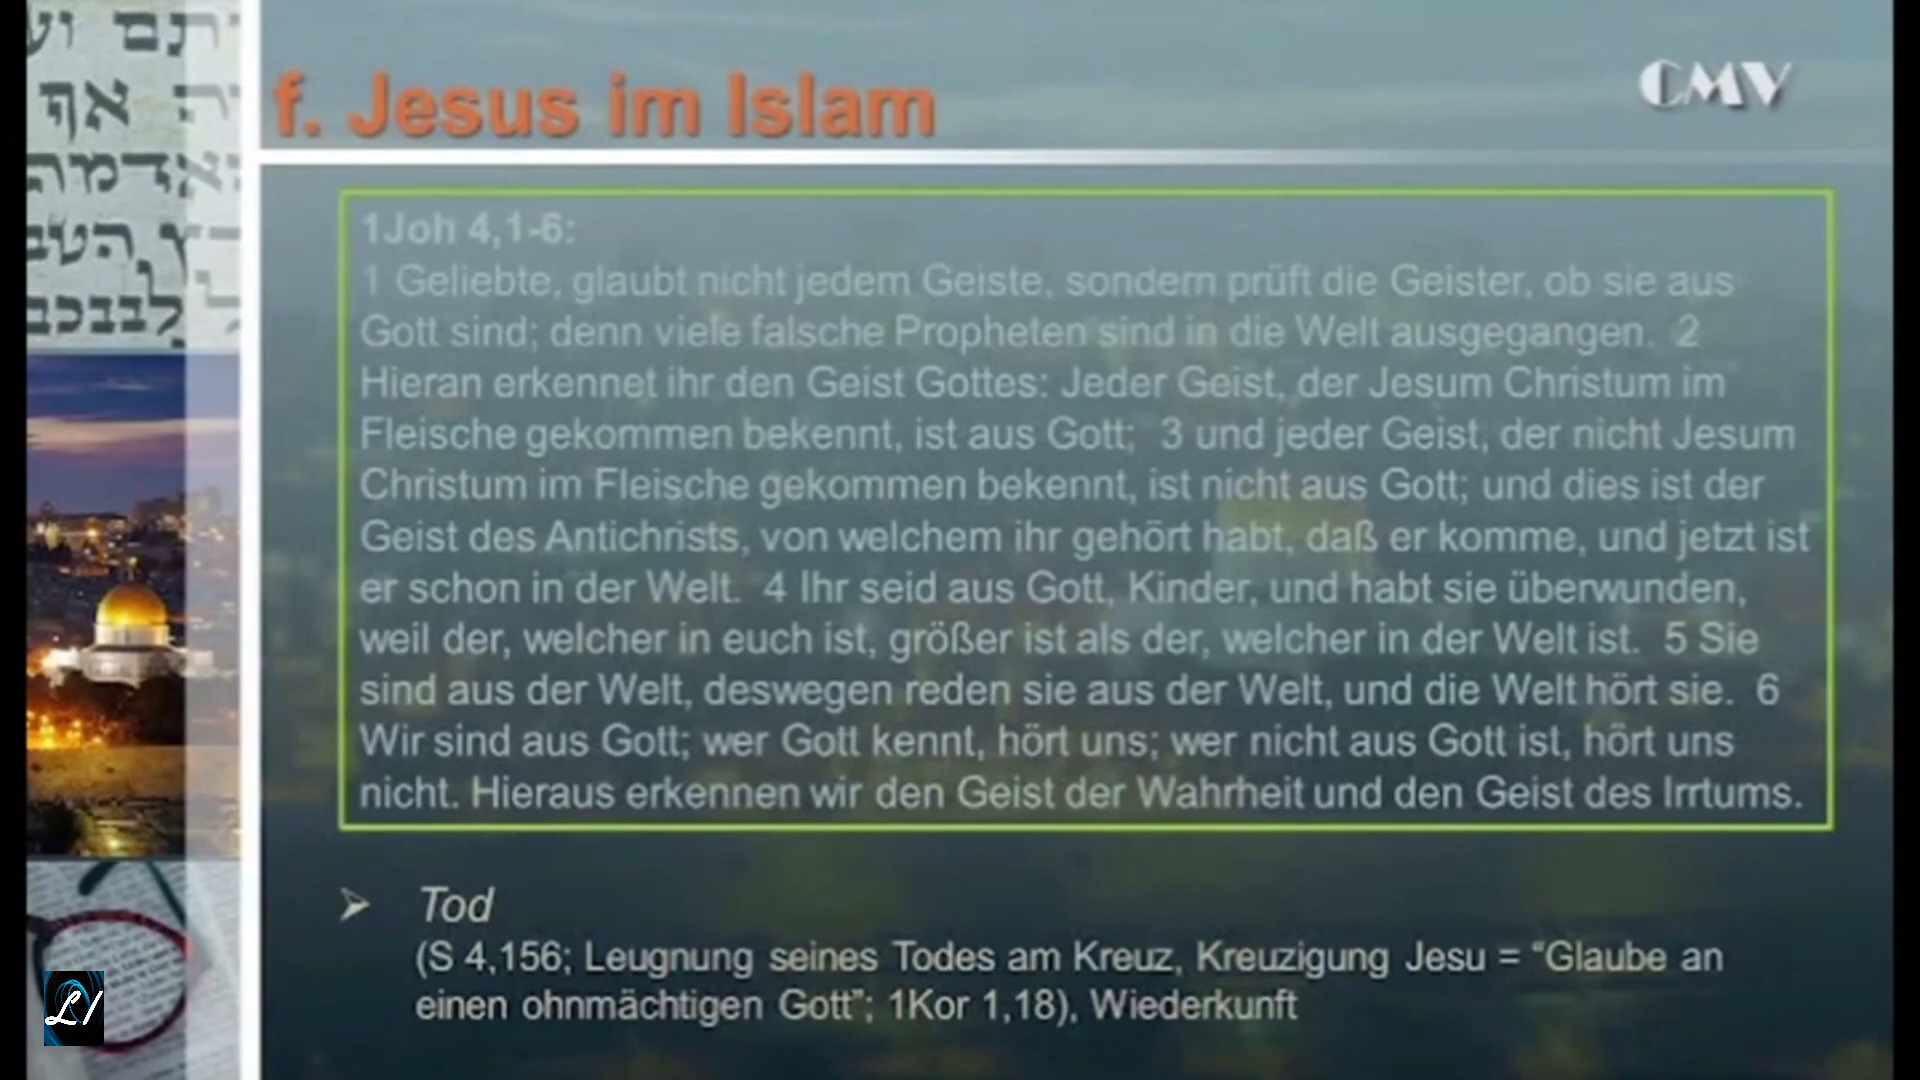 f. Jesus im Islam
CMV
1Joh 4,1-6:
1 Geliebte, glaubt nicht jedem Geiste, sondern prüft die Geister, ob sie aus
Gott sind; denn viele falsche Propheten sind in die Welt ausgegangen. 2
Hieran erkennet ihr den Geist Gottes: Jeder Geist, der Jesum Christum im
Fleische gekommen bekennt, ist aus Gott; 3 und jeder Geist, der nicht Jesum
Christum im Fleische gekommen bekennt, ist nicht aus Gott; und dies ist der
Geist des Antichrists, von welchem ihr gehört habt, daß er komme, und jetzt ist
er schon in der Welt. 4 Ihr seid aus Gott, Kinder, und habt sie überwunden,
weil der, welcher in euch ist, größer ist als der, welcher in der Welt ist. 5 Sie
sind aus der Welt, deswegen reden sie aus der Welt, und die Welt hört sie. 6
Wir sind aus Gott; wer Gott kennt, hört uns; wer nicht aus Gott ist, hört uns
nicht. Hieraus erkennen wir den Geist der Wahrheit und den Geist des Irrtums.
➢ Tod
(S 4,156; Leugnung seines Todes am Kreuz, Kreuzigung Jesu = “Glaube an
einen ohnmächtigen Gott”; 1Kor 1,18), Wiederkunft
אף